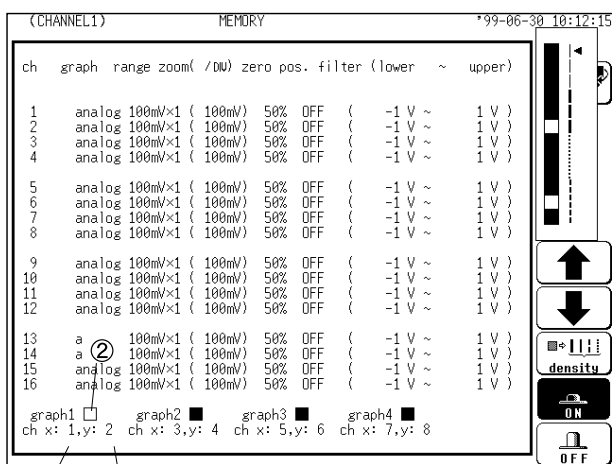 (CHANNEL1) MEMORY '99-06-30 10:12:15
ch graph range zoom( /DIV) zero pos. filter (lower ~ upper)
1 analog 100mV×1 ( 100mV) 50% OFF ( -1 V ~ 1 V )
2 analog 100mV×1 ( 100mV) 50% OFF ( -1 V ~ 1 V )
3 analog 100mV×1 ( 100mV) 50% OFF ( -1 V ~ 1 V )
4 analog 100mV×1 ( 100mV) 50% OFF ( -1 V ~ 1 V )
5 analog 100mV×1 ( 100mV) 50% OFF ( -1 V ~ 1 V )
6 analog 100mV×1 ( 100mV) 50% OFF ( -1 V ~ 1 V )
7 analog 100mV×1 ( 100mV) 50% OFF ( -1 V ~ 1 V )
8 analog 100mV×1 ( 100mV) 50% OFF ( -1 V ~ 1 V )
9 analog 100mV×1 ( 100mV) 50% OFF ( -1 V ~ 1 V )
10 analog 100mV×1 ( 100mV) 50% OFF ( -1 V ~ 1 V )
11 analog 100mV×1 ( 100mV) 50% OFF ( -1 V ~ 1 V )
12 analog 100mV×1 ( 100mV) 50% OFF ( -1 V ~ 1 V )
13 a 100mV×1 ( 100mV) 50% OFF ( -1 V ~ 1 V )
14 a ② 100mV×1 ( 100mV) 50% OFF ( -1 V ~ 1 V )
15 analog 100mV×1 ( 100mV) 50% OFF ( -1 V ~ 1 V )
16 analog 100mV×1 ( 100mV) 50% OFF ( -1 V ~ 1 V )
graph1 □ graph2 ■ graph3 ■ graph4 ■
ch x: 1,y: 2 ch x: 3,y: 4 ch x: 5,y: 6 ch x: 7,y: 8
density
ON
OFF